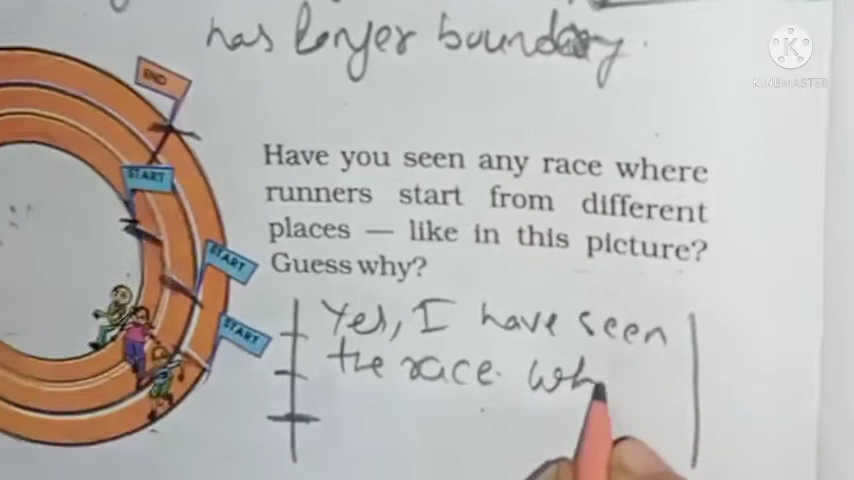 has longer boundary.
KINEMASTER
END
START
Have you seen any race where
runners start from different
places — like in this picture?
Guess why?
START
START
Yes, I have seen
the race. wh